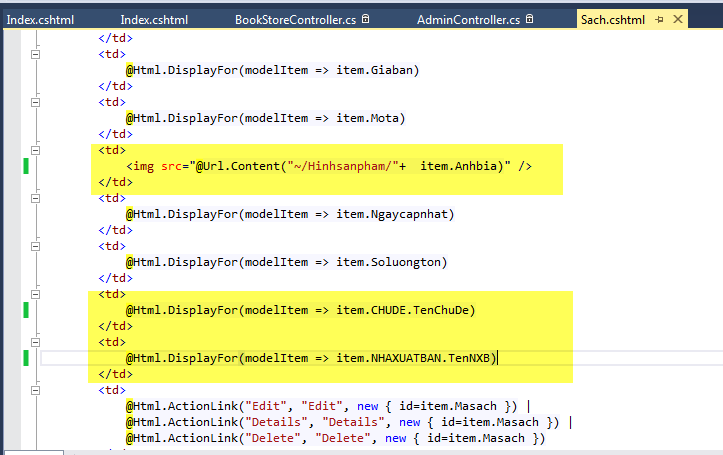 Index.cshtml Index.cshtml BookStoreController.cs AdminController.cs Sach.cshtml
</td>
<td>
@Html.DisplayFor(modelItem => item.Giaban)
</td>
<td>
@Html.DisplayFor(modelItem => item.Mota)
</td>
<td>
<img src="@Url.Content("~/Hinhsanpham/"+  item.Anhbia)" />
</td>
<td>
@Html.DisplayFor(modelItem => item.Ngaycapnhat)
</td>
<td>
@Html.DisplayFor(modelItem => item.Soluongton)
</td>
<td>
@Html.DisplayFor(modelItem => item.CHUDE.TenChuDe)
</td>
<td>
@Html.DisplayFor(modelItem => item.NHAXUATBAN.TenNXB)
</td>
<td>
@Html.ActionLink("Edit", "Edit", new { id=item.Masach }) |
@Html.ActionLink("Details", "Details", new { id=item.Masach }) |
@Html.ActionLink("Delete", "Delete", new { id=item.Masach })